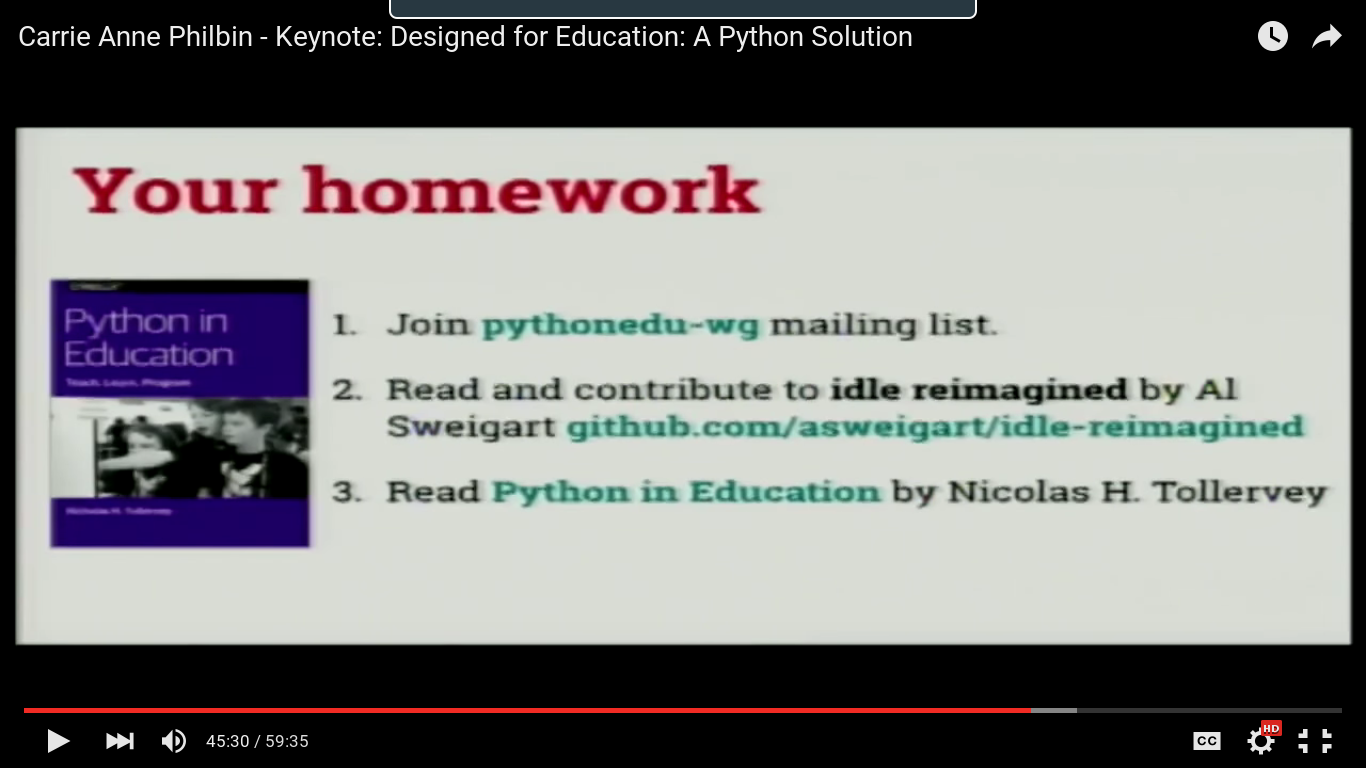 Carrie Anne Philbin - Keynote: Designed for Education: A Python Solution
Your homework
O'REILLY
Python in
Education
Teach, Learn, Program
Nicholas H. Tollervey
1. Join pythonedu-wg mailing list.
2. Read and contribute to idle reimagined by Al
Sweigart github.com/asweigart/idle-reimagined
3. Read Python in Education by Nicolas H. Tollervey
45:30 / 59:35
CC
HD